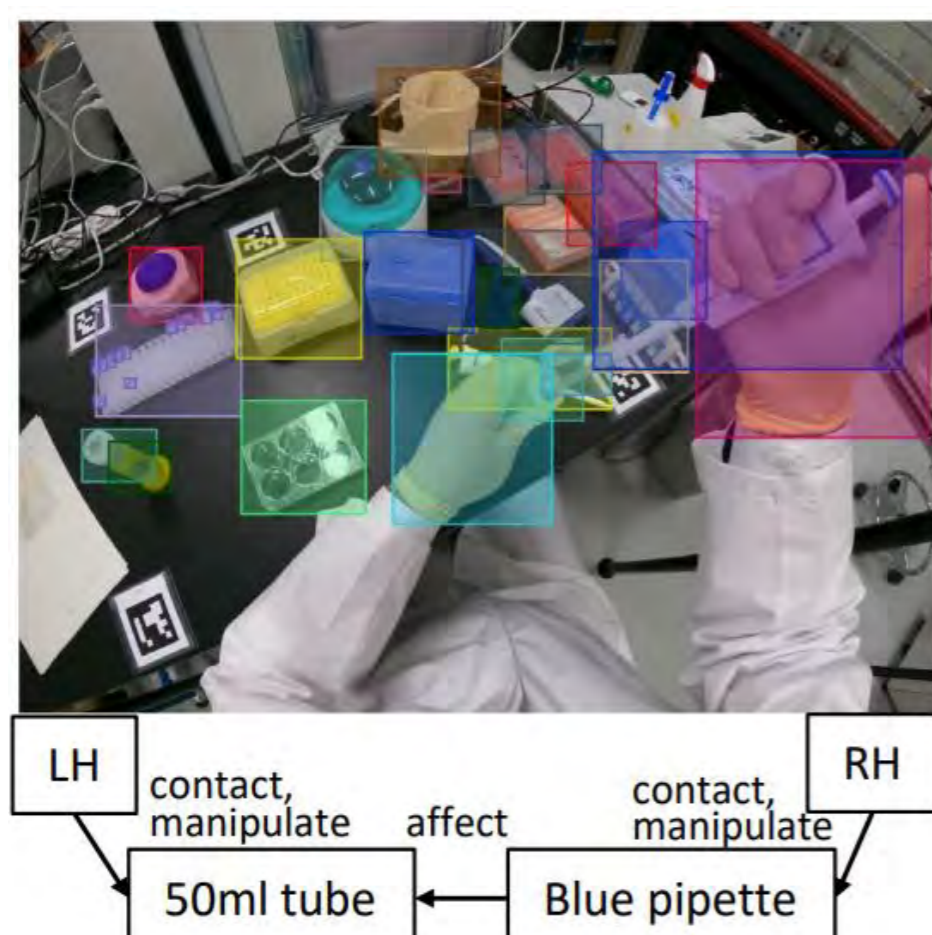 LH
RH
contact,
manipulate
affect
contact,
manipulate
50ml tube
Blue pipette